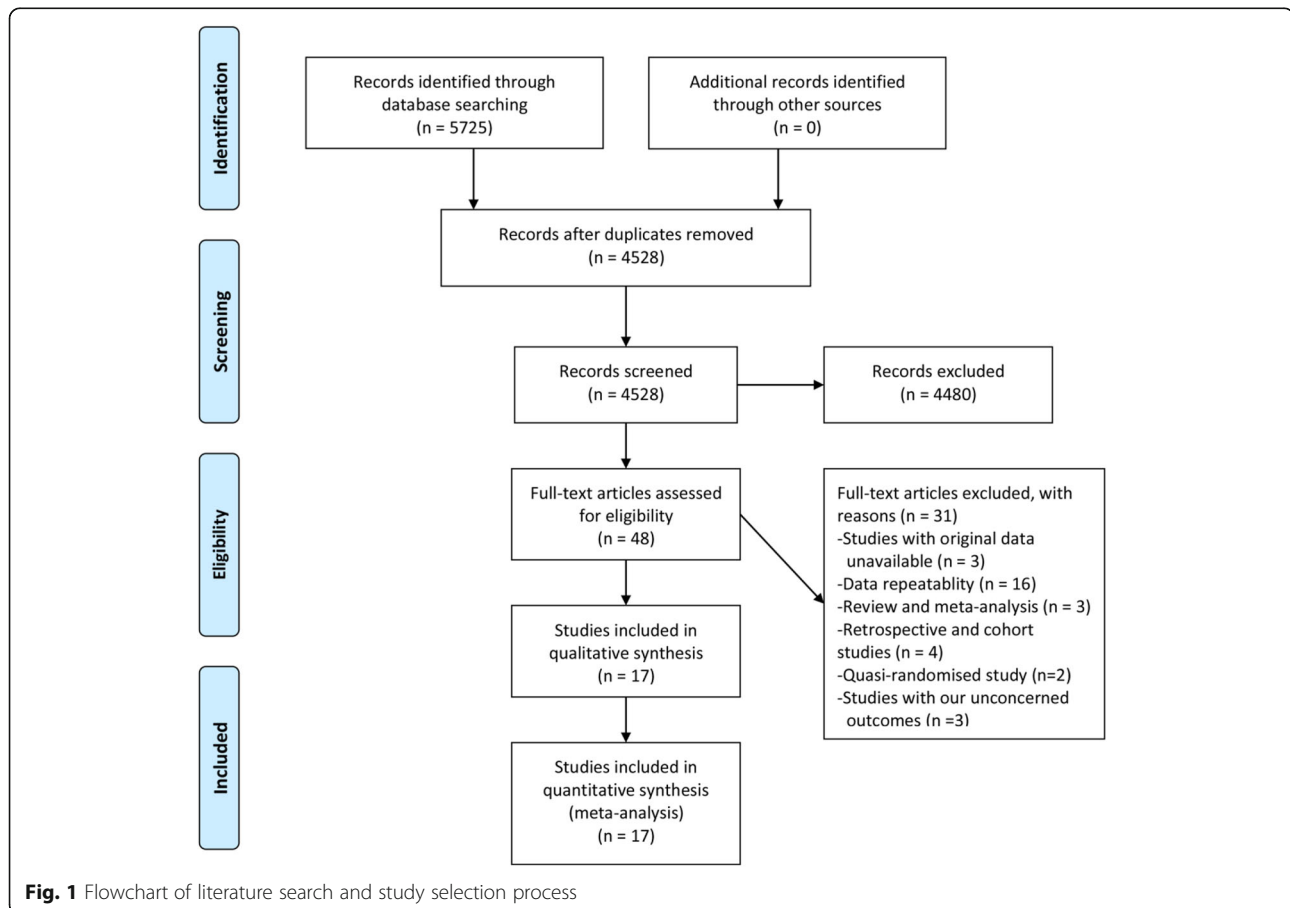 Identification
Records identified through
database searching
(n = 5725)
Additional records identified
through other sources
(n = 0)
Records after duplicates removed
(n = 4528)
Screening
Records screened
(n = 4528)
Records excluded
(n = 4480)
Eligibility
Full-text articles assessed
for eligibility
(n = 48)
Full-text articles excluded, with
reasons (n = 31)
-Studies with original data
unavailable (n = 3)
-Data repeatablity (n = 16)
-Review and meta-analysis (n = 3)
-Retrospective and cohort
studies (n = 4)
-Quasi-randomised study (n=2)
-Studies with our unconcerned
outcomes (n =3)
Studies included in
qualitative synthesis
(n = 17)
Included
Studies included in
quantitative synthesis
(meta-analysis)
(n = 17)
Fig. 1 Flowchart of literature search and study selection process